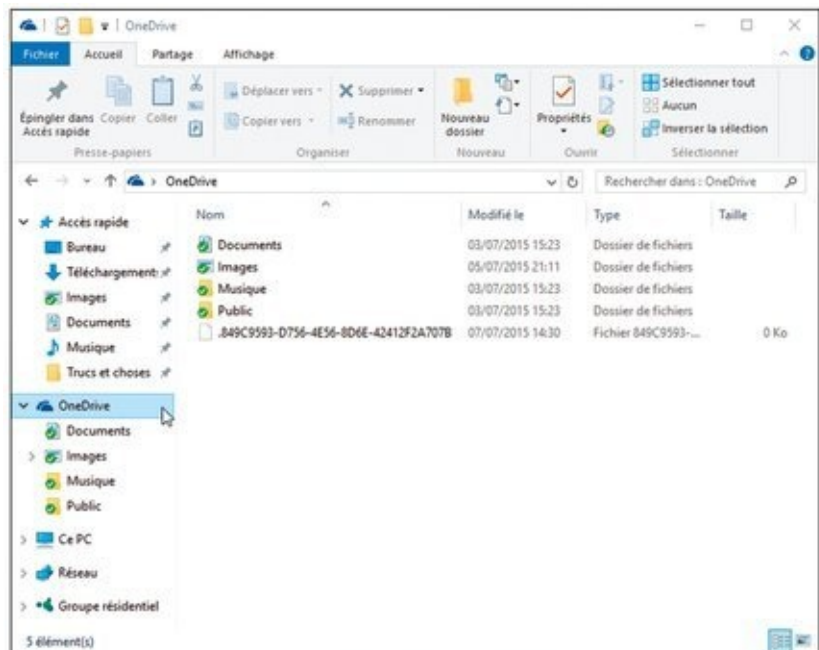 OneDrive
Fichier Accueil Partage Affichage
Épingler dans Accès rapide
Copier
Coller
Déplacer vers
Copier vers
Supprimer
Renommer
Nouveau dossier
Propriétés
Sélectionner tout
Aucun
Inverser la sélection
Presse-papiers Organiser Nouveau Ouvrir Sélectionner
OneDrive
Rechercher dans : OneDrive
Accès rapide
Bureau
Téléchargement
Images
Documents
Musique
Trucs et choses
OneDrive
Documents
Images
Musique
Public
Ce PC
Réseau
Groupe résidentiel
Nom Modifié le Type Taille
Documents 03/07/2015 15:23 Dossier de fichiers
Images 05/07/2015 21:11 Dossier de fichiers
Musique 03/07/2015 15:23 Dossier de fichiers
Public 03/07/2015 15:23 Dossier de fichiers
.849C9593-D756-4E56-8D6E-42412F2A707B 07/07/2015 14:30 Fichier 849C9593-... 0 Ko
5 élément(s)